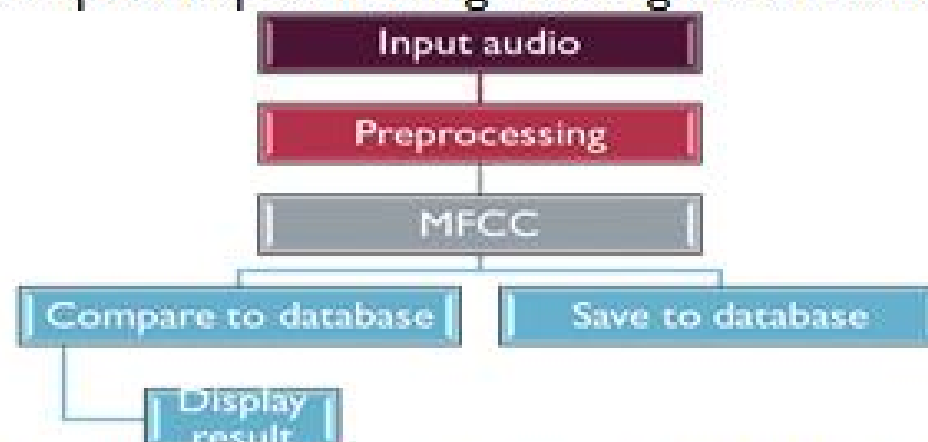 Input audio
Preprocessing
MFCC
Compare to database
Save to database
Display
result